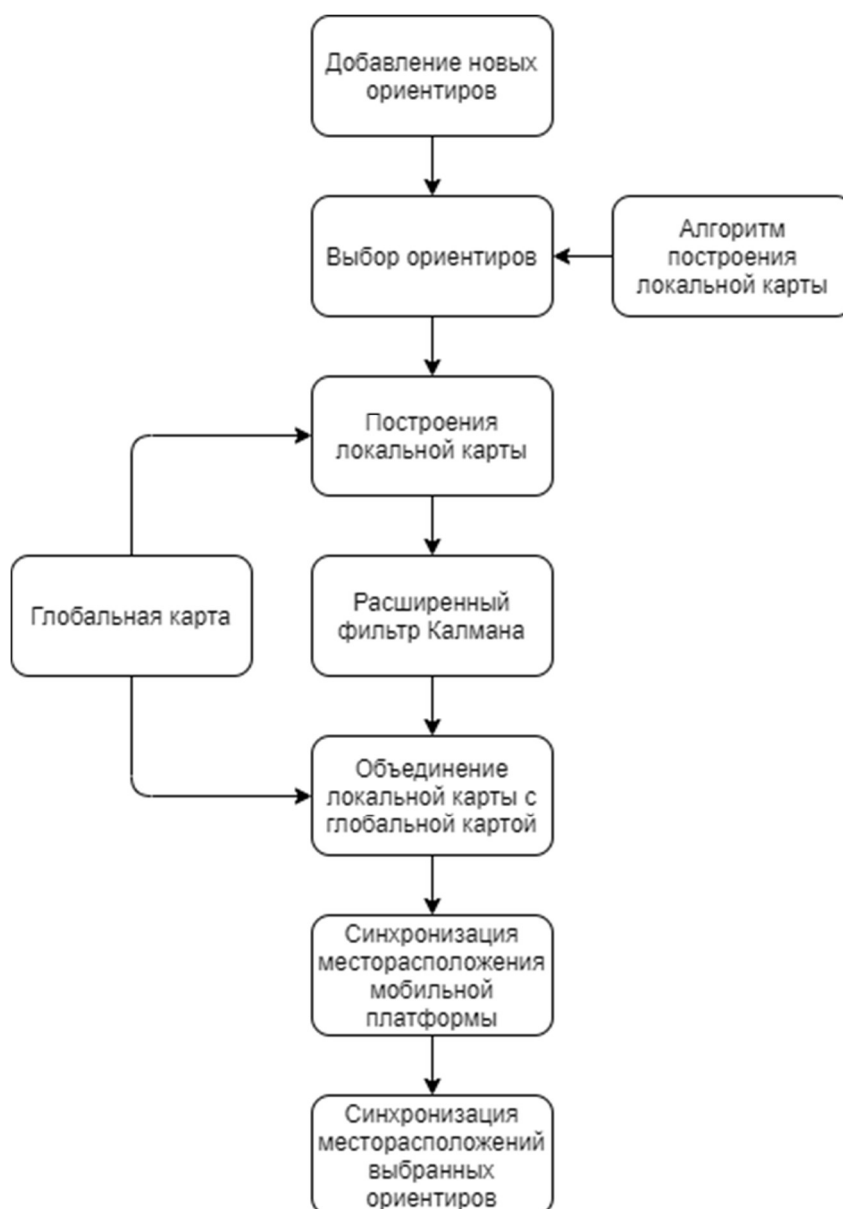 Добавление новых
ориентиров
Выбор ориентиров
Алгоритм
построения
локальной карты
Построения
локальной карты
Глобальная карта
Расширенный
фильтр Калмана
Объединение
локальной карты с
глобальной картой
Синхронизация
месторасположения
мобильной
платформы
Синхронизация
месторасположений
выбранных
ориентиров